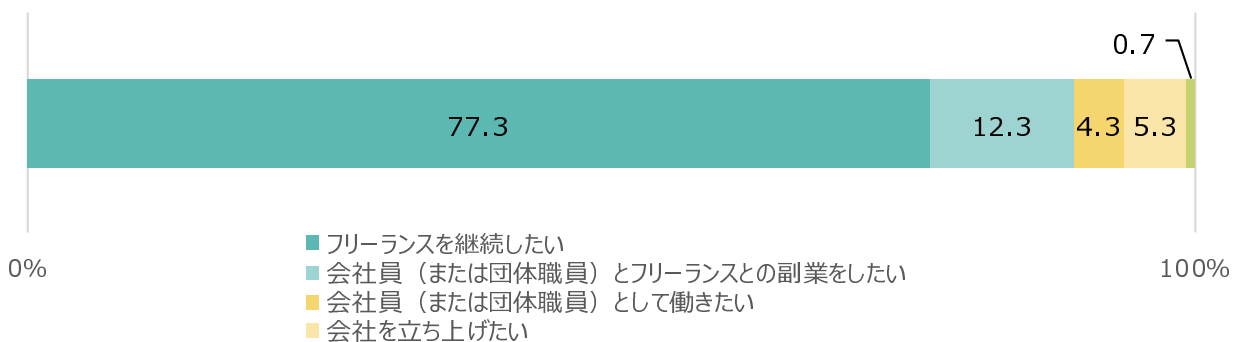 0.7
77.3
12.3
4.3
5.3
フリーランスを継続したい
会社員（または団体職員）とフリーランスとの副業をしたい
会社員（または団体職員）として働きたい
会社を立ち上げたい
0%
100%